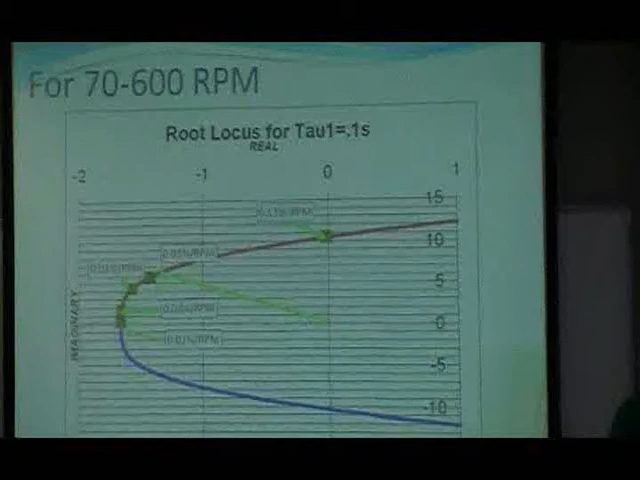 For 70-600 RPM
Root Locus for Tau1=.1s
REAL
-2 -1 0 1
15
10
5
0
-5
-10
IMAGINARY